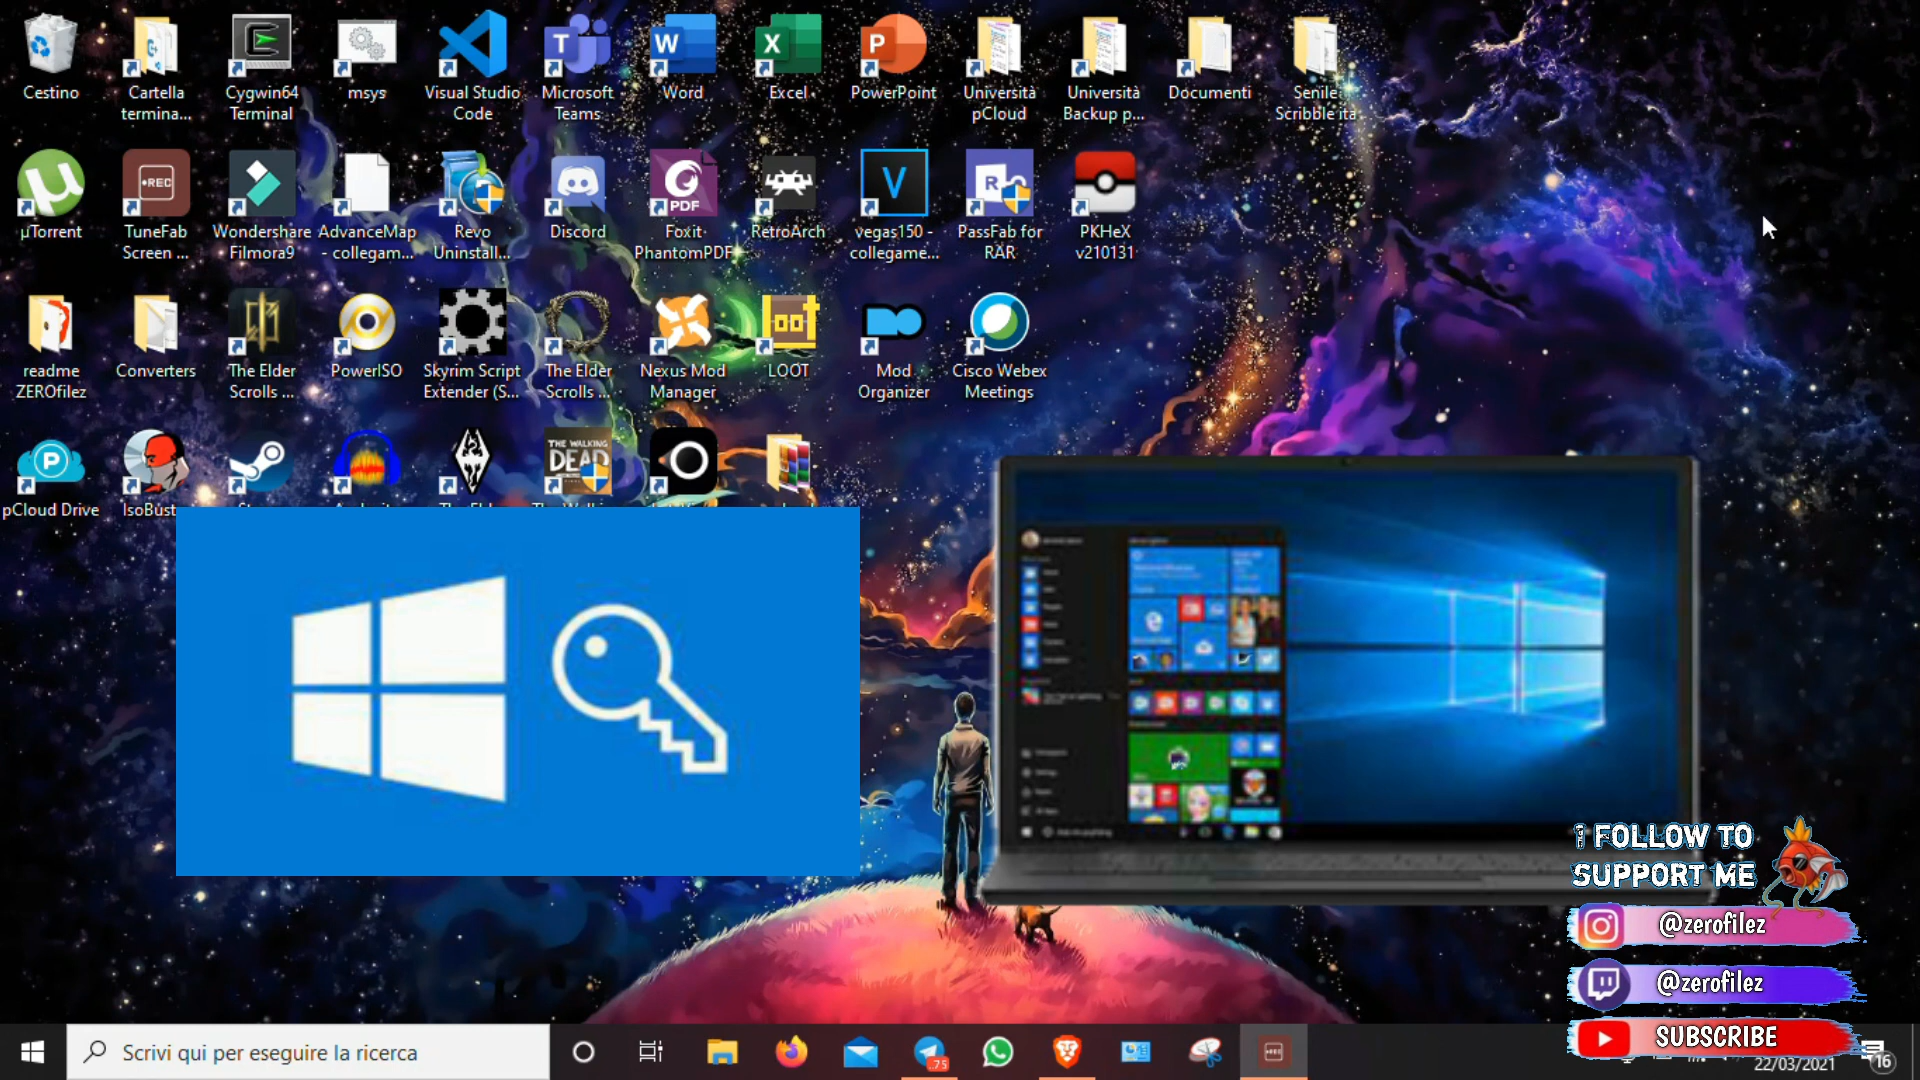 Cestino
Cartella termina...
Cygwin64 Terminal
msys
Visual Studio Code
Microsoft Teams
Word
Excel
PowerPoint
Università pCloud
Università Backup p...
Documenti
Senile Scribble ita
µTorrent
TuneFab Screen ...
Wondershare Filmora9
AdvanceMap - collegam...
Revo Uninstall...
Discord
Foxit PhantomPDF
RetroArch
vegas150 - collegame...
PassFab for RAR
PKHeX v210131
readme ZEROfilez
Converters
The Elder Scrolls ...
PowerISO
Skyrim Script Extender (S...
The Elder Scrolls ...
Nexus Mod Manager
LOOT
Mod Organizer
Cisco Webex Meetings
THE WALKING
DEAD
pCloud Drive
I FOLLOW TO
SUPPORT ME
@zerofilez
@zerofilez
SUBSCRIBE
Scrivi qui per eseguire la ricerca
22/03/2021
16